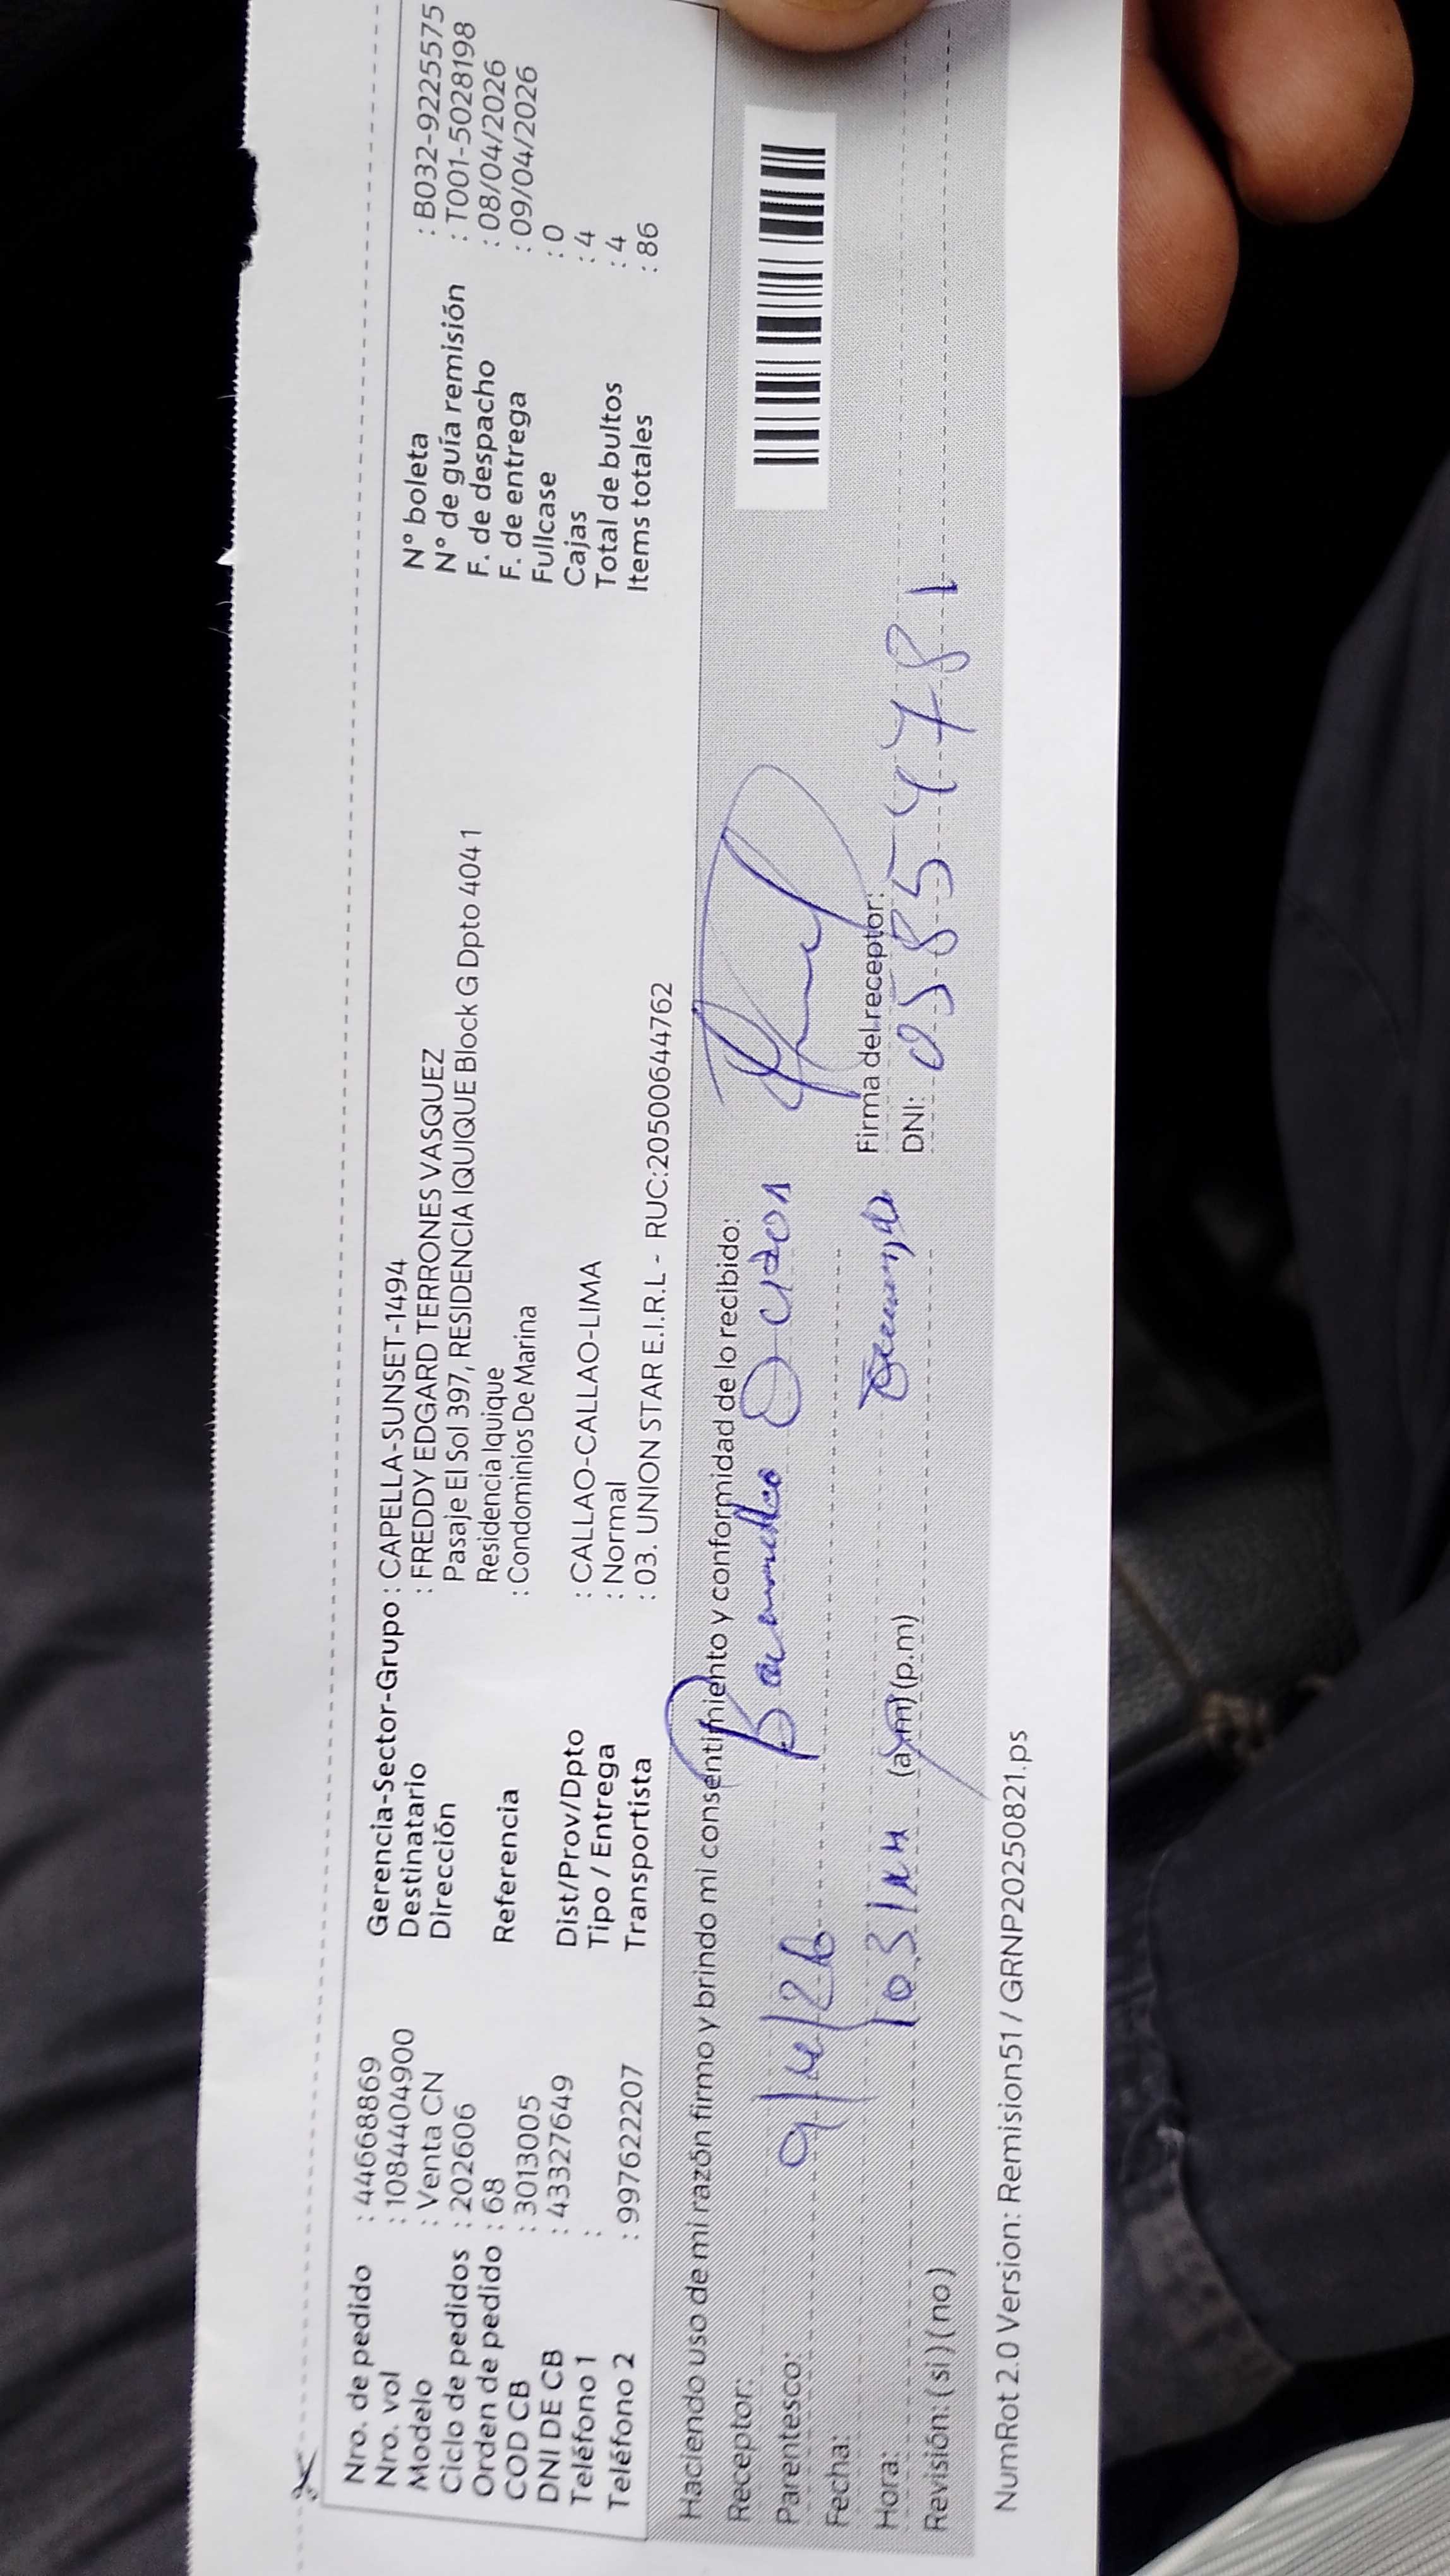 Nro. de pedido : 44668869
Nro. vol : 1084404900
Modelo : Venta CN
Ciclo de pedidos : 202606
Orden de pedido : 68
COD CB : 3013005
DNI DE CB : 43327649
Teléfono 1 :
Teléfono 2 : 997622207
Gerencia-Sector-Grupo : CAPELLA-SUNSET-1494
Destinatario : FREDDY EDGARD TERRONES VASQUEZ
Dirección Pasaje El Sol 397, RESIDENCIA IQUIQUE Block G Dpto 404 1
Residencia Iquique
Referencia : Condominios De Marina
Dist/Prov/Dpto : CALLAO-CALLAO-LIMA
Tipo / Entrega : Normal
Transportista : 03. UNION STAR E.I.R.L - RUC:20500644762
N° boleta : B032-92225575
N° de guía remisión : T001-5028198
F. de despacho : 08/04/2026
F. de entrega : 09/04/2026
Fullcase : 0
Cajas : 4
Total de bultos : 4
Items totales : 86
Haciendo uso de mi razón firmo y brindo mi consentimiento y conformidad de lo recibido:
Receptor:
Parentesco:
Fecha: 9/4/26
Hora: (a.m) (p.m)
Revisión: (si) (no)
Firma del receptor:
DNI: 05854781
NumRot 2.0 Version: Remision51 / GRNP20250821.ps